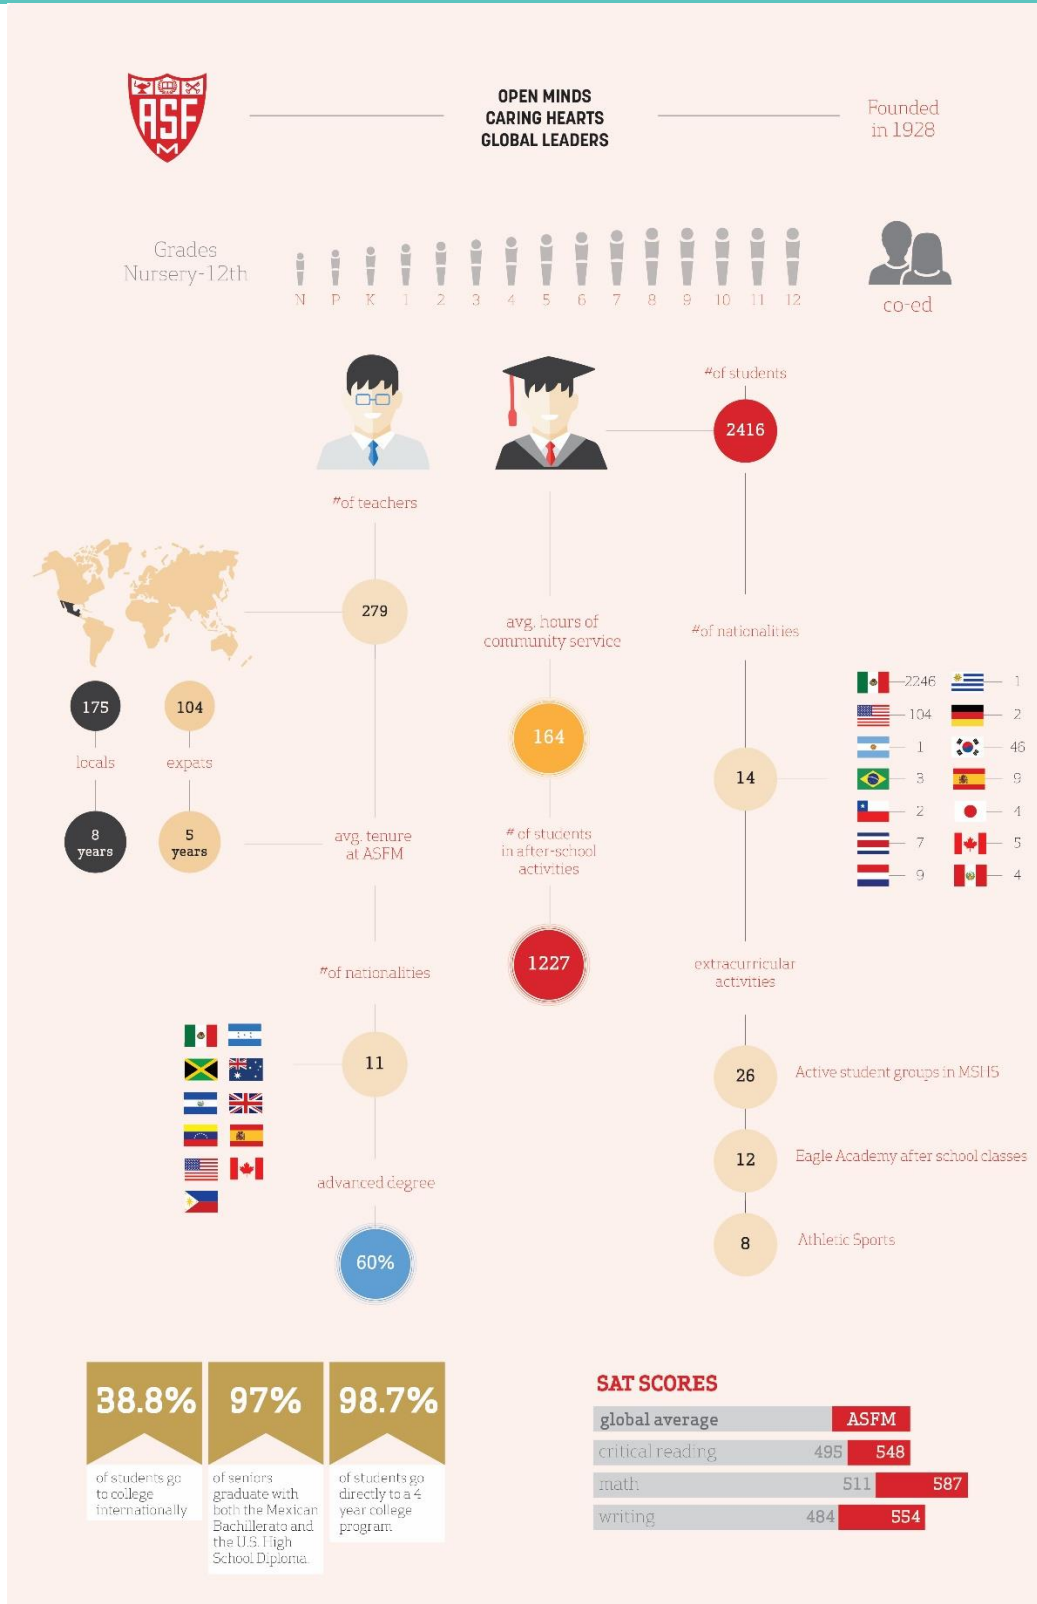 ASF
M
OPEN MINDS
CARING HEARTS
GLOBAL LEADERS
Founded
in 1928
Grades
Nursery-12th
N P K 1 2 3 4 5 6 7 8 9 10 11 12
co-ed
#of students
2416
#of teachers
279
175
locals
8
years
104
expats
5
years
avg. tenure
at ASFM
#of nationalities
11
advanced degree
60%
avg. hours of
community service
164
# of students
in after-school
activities
1227
#of nationalities
14
2246 1
104 2
1 46
3 9
2 4
7 5
9 4
extracurricular
activities
26
Active student groups in MSHS
12
Eagle Academy after school classes
8
Athletic Sports
38.8%
of students go
to college
internationally
97%
of seniors
graduate with
both the Mexican
Bachillerato and
the U.S. High
School Diploma.
98.7%
of students go
directly to a 4
year college
program
SAT SCORES
global average ASFM
critical reading 495 548
math 511 587
writing 484 554